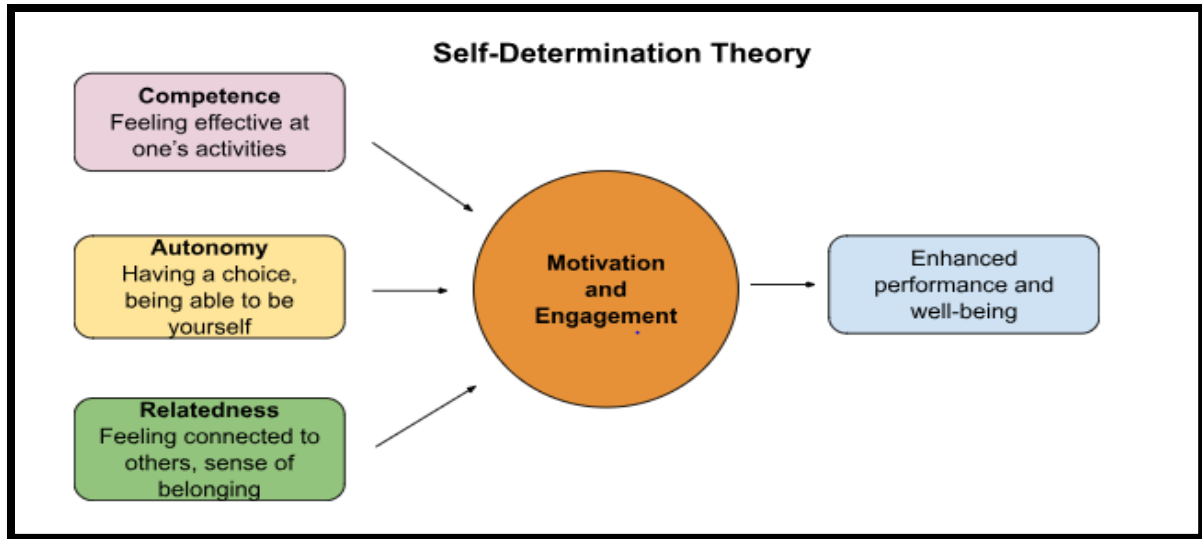 Self-Determination Theory
Competence
Feeling effective at
one's activities
Autonomy
Having a choice,
being able to be
yourself
Relatedness
Feeling connected to
others, sense of
belonging
Motivation
and
Engagement
Enhanced
performance and
well-being